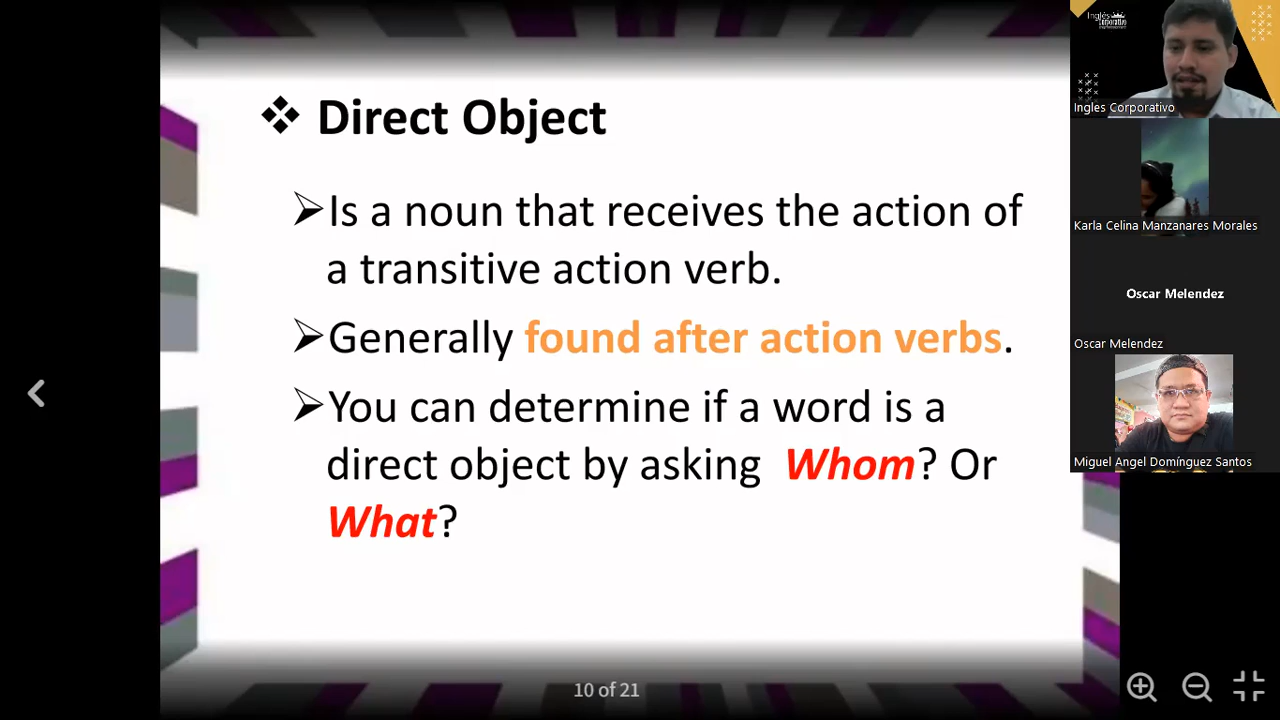 Direct Object
Is a noun that receives the action of
a transitive action verb.
Generally found after action verbs.
You can determine if a word is a
direct object by asking Whom? Or
What?
10 of 21
Inglés
Corporativo
Ingles Corporativo
Karla Celina Manzanares Morales
Oscar Melendez
Oscar Melendez
Miguel Angel Domínguez Santos